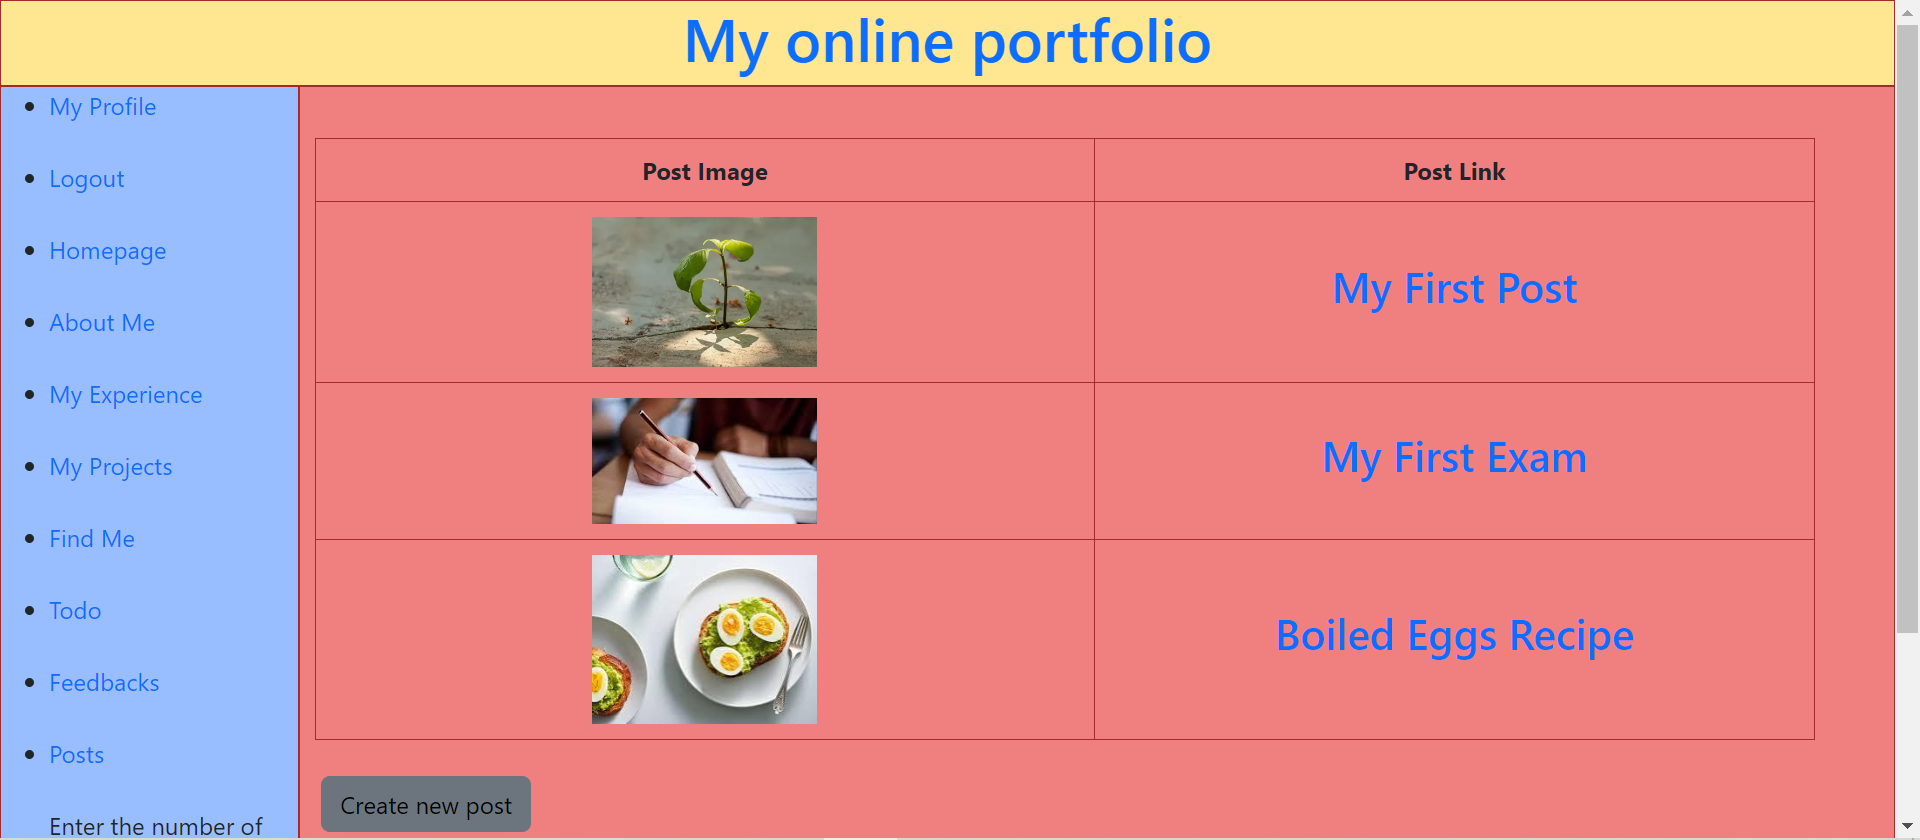 My online portfolio
My Profile
Logout
Homepage
About Me
My Experience
My Projects
Find Me
Todo
Feedbacks
Posts
Enter the number of
Post Image Post Link
My First Post
My First Exam
Boiled Eggs Recipe
Create new post